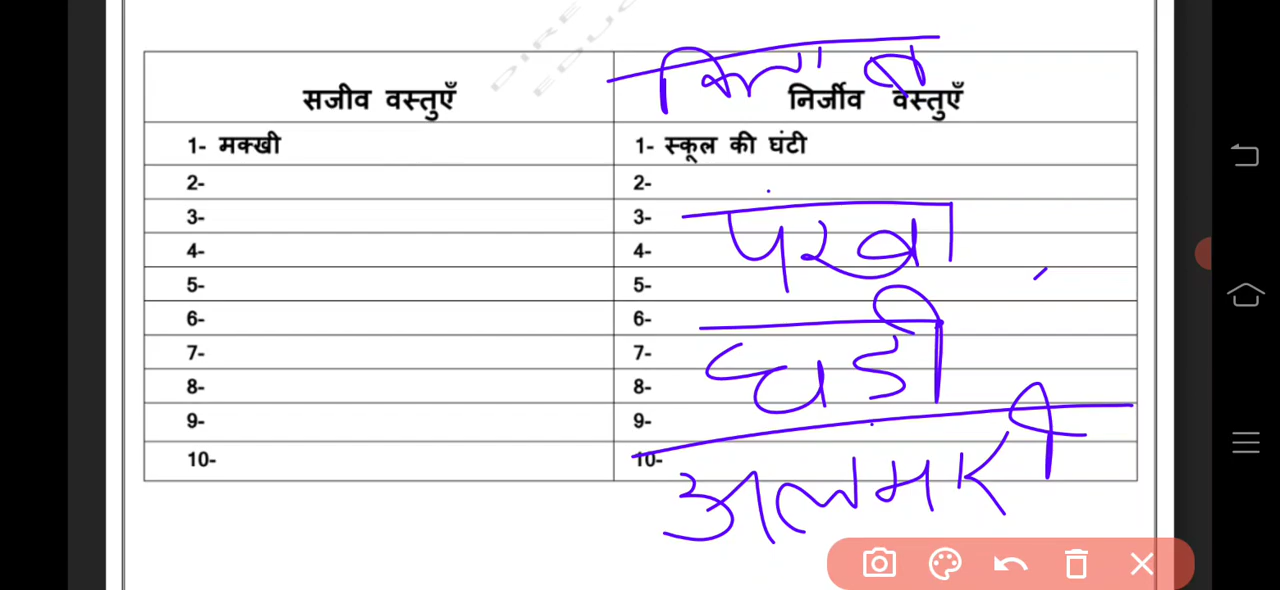 सजीव वस्तुएँ निर्जीव वस्तुएँ
1- मक्खी 1- स्कूल की घंटी
2- 2-
3- 3-
4- 4-
5- 5-
6- 6-
7- 7-
8- 8-
9- 9-
10- 10-
किताब
पंखा
घड़ी